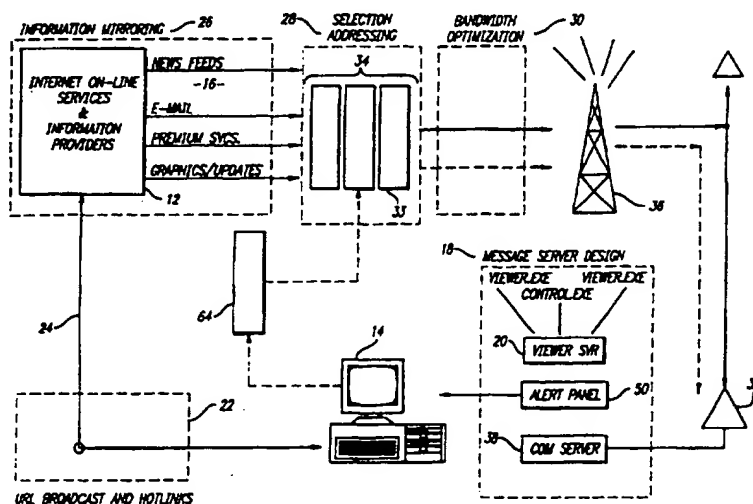 INFORMATION MIRRORING
26
INTERNET ON-LINE
SERVICES
&
INFORMATION
PROVIDERS
12
NEWS FEEDS
-16-
E-MAIL
PREMIUM SVCS.
GRAPHICS/UPDATES
28
SELECTION
ADDRESSING
34
33
BANDWIDTH
OPTIMIZATION
30
36
64
24
14
22
URL BROADCAST AND HOTLINKS
18
MESSAGE SERVER DESIGN
VIEWER.EXE
VIEWER.EXE
CONTROL.EXE
20
VIEWER SVR
ALERT PANEL
50
38
COM SERVER